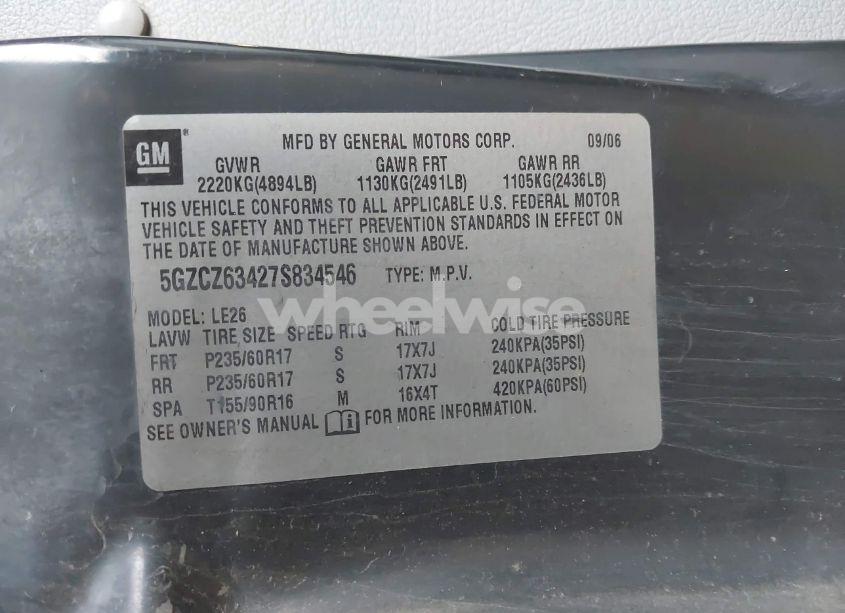 GM
MFD BY GENERAL MOTORS CORP. 09/06
GVWR GAWR FRT GAWR RR
2220KG(4894LB) 1130KG(2491LB) 1105KG(2436LB)
THIS VEHICLE CONFORMS TO ALL APPLICABLE U.S. FEDERAL MOTOR
VEHICLE SAFETY AND THEFT PREVENTION STANDARDS IN EFFECT ON
THE DATE OF MANUFACTURE SHOWN ABOVE.
5GZCZ63427S834546 TYPE: M.P.V.
wheelwise
MODEL: LE26
LAVW TIRE SIZE SPEED RTG RIM COLD TIRE PRESSURE
FRT P235/60R17 S 17X7J 240KPA(35PSI)
RR P235/60R17 S 17X7J 240KPA(35PSI)
SPA T155/90R16 M 16X4T 420KPA(60PSI)
SEE OWNER'S MANUAL FOR MORE INFORMATION.